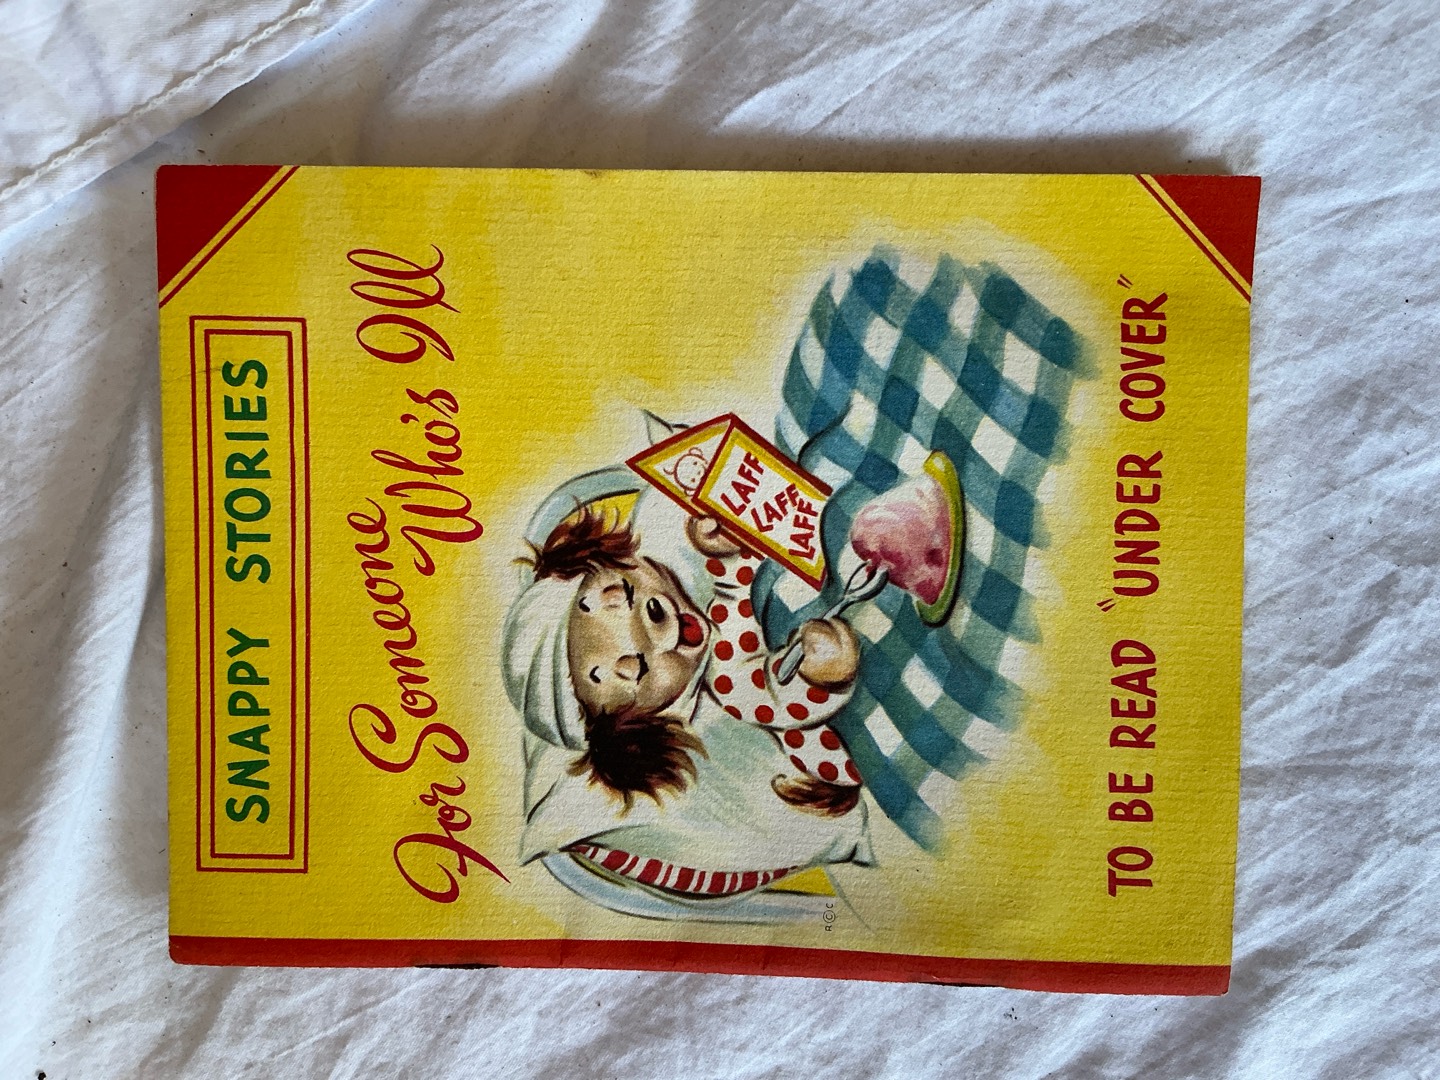 SNAPPY STORIES
For Someone
Who's Ill
LAFF
LAFF
LAFF
R©C
TO BE READ "UNDER COVER"